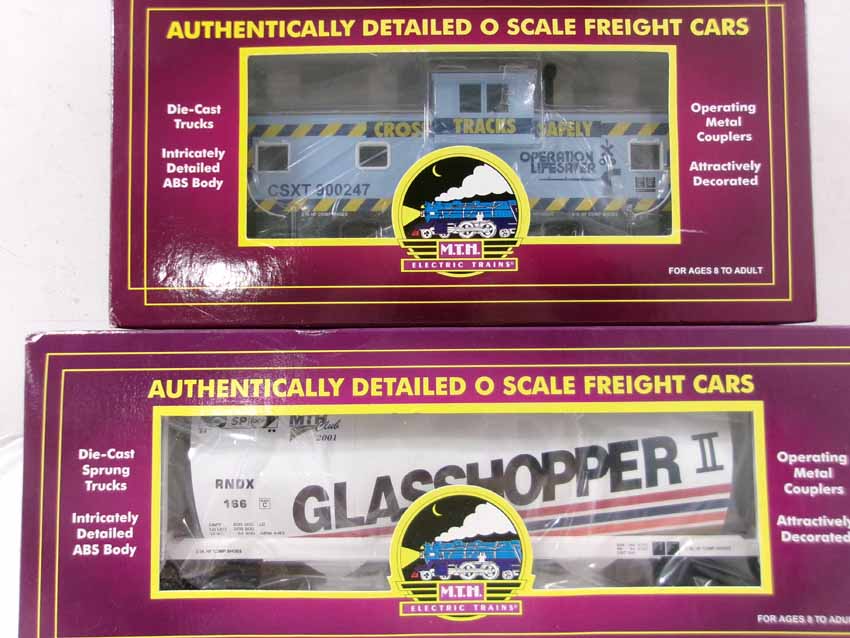 AUTHENTICALLY DETAILED O SCALE FREIGHT CARS
Die-Cast
Trucks
Intricately
Detailed
ABS Body
CROSS TRACKS SAFELY
OPERATION
LIFESAVER
CSXT 900247
Operating
Metal
Couplers
Attractively
Decorated
M.T.H.
ELECTRIC TRAINS
FOR AGES 8 TO ADULT
AUTHENTICALLY DETAILED O SCALE FREIGHT CARS
Die-Cast
Sprung
Trucks
Intricately
Detailed
ABS Body
SP
MTH
Club
2001
RNDX
166
GLASSHOPPER II
Operating
Metal
Couplers
Attractively
Decorated
M.T.H.
ELECTRIC TRAINS
FOR AGES 8 TO ADULT